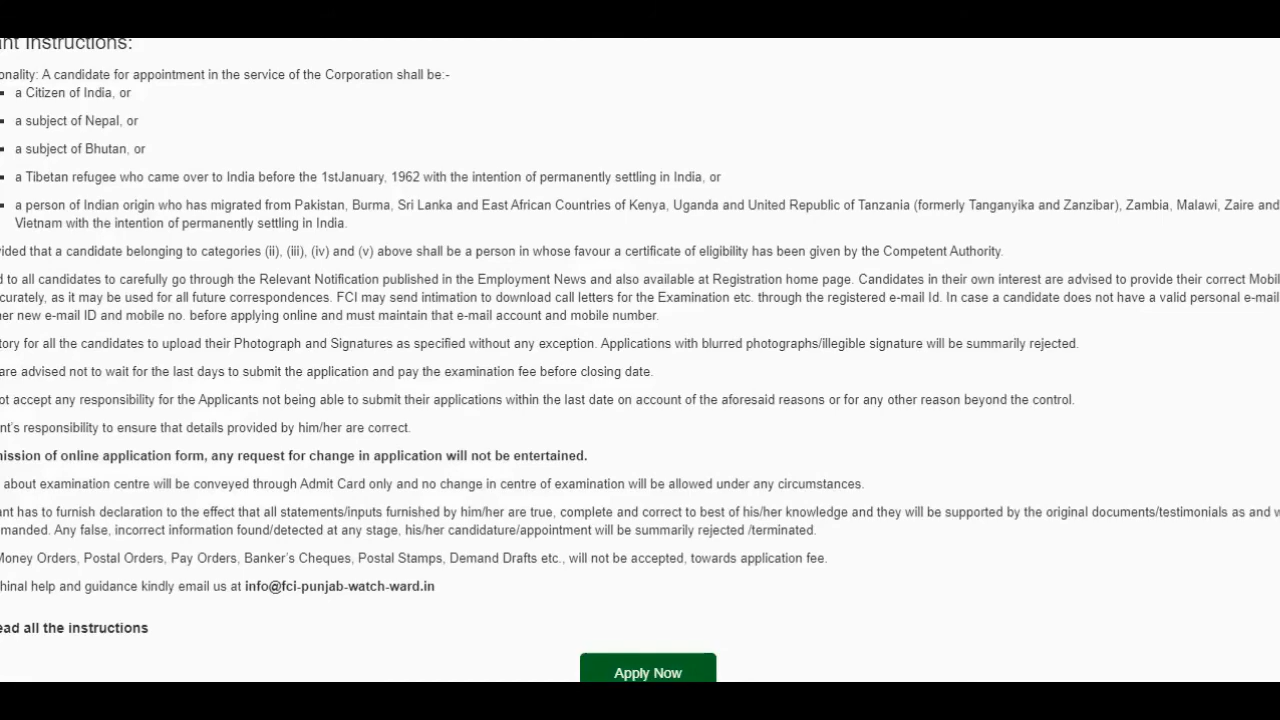 ant Instructions:
onality: A candidate for appointment in the service of the Corporation shall be:-
a Citizen of India, or
a subject of Nepal, or
a subject of Bhutan, or
a Tibetan refugee who came over to India before the 1stJanuary, 1962 with the intention of permanently settling in India, or
a person of Indian origin who has migrated from Pakistan, Burma, Sri Lanka and East African Countries of Kenya, Uganda and United Republic of Tanzania (formerly Tanganyika and Zanzibar), Zambia, Malawi, Zaire and
Vietnam with the intention of permanently settling in India.
vided that a candidate belonging to categories (ii), (iii), (iv) and (v) above shall be a person in whose favour a certificate of eligibility has been given by the Competent Authority.
d to all candidates to carefully go through the Relevant Notification published in the Employment News and also available at Registration home page. Candidates in their own interest are advised to provide their correct Mobil
curately, as it may be used for all future correspondences. FCI may send intimation to download call letters for the Examination etc. through the registered e-mail Id. In case a candidate does not have a valid personal e-mail
er new e-mail ID and mobile no. before applying online and must maintain that e-mail account and mobile number.
tory for all the candidates to upload their Photograph and Signatures as specified without any exception. Applications with blurred photographs/illegible signature will be summarily rejected.
are advised not to wait for the last days to submit the application and pay the examination fee before closing date.
ot accept any responsibility for the Applicants not being able to submit their applications within the last date on account of the aforesaid reasons or for any other reason beyond the control.
nt's responsibility to ensure that details provided by him/her are correct.
nission of online application form, any request for change in application will not be entertained.
about examination centre will be conveyed through Admit Card only and no change in centre of examination will be allowed under any circumstances.
ant has to furnish declaration to the effect that all statements/inputs furnished by him/her are true, complete and correct to best of his/her knowledge and they will be supported by the original documents/testimonials as and w
manded. Any false, incorrect information found/detected at any stage, his/her candidature/appointment will be summarily rejected /terminated.
Money Orders, Postal Orders, Pay Orders, Banker's Cheques, Postal Stamps, Demand Drafts etc., will not be accepted, towards application fee.
hinal help and guidance kindly email us at info@fci-punjab-watch-ward.in
ead all the instructions
Apply Now